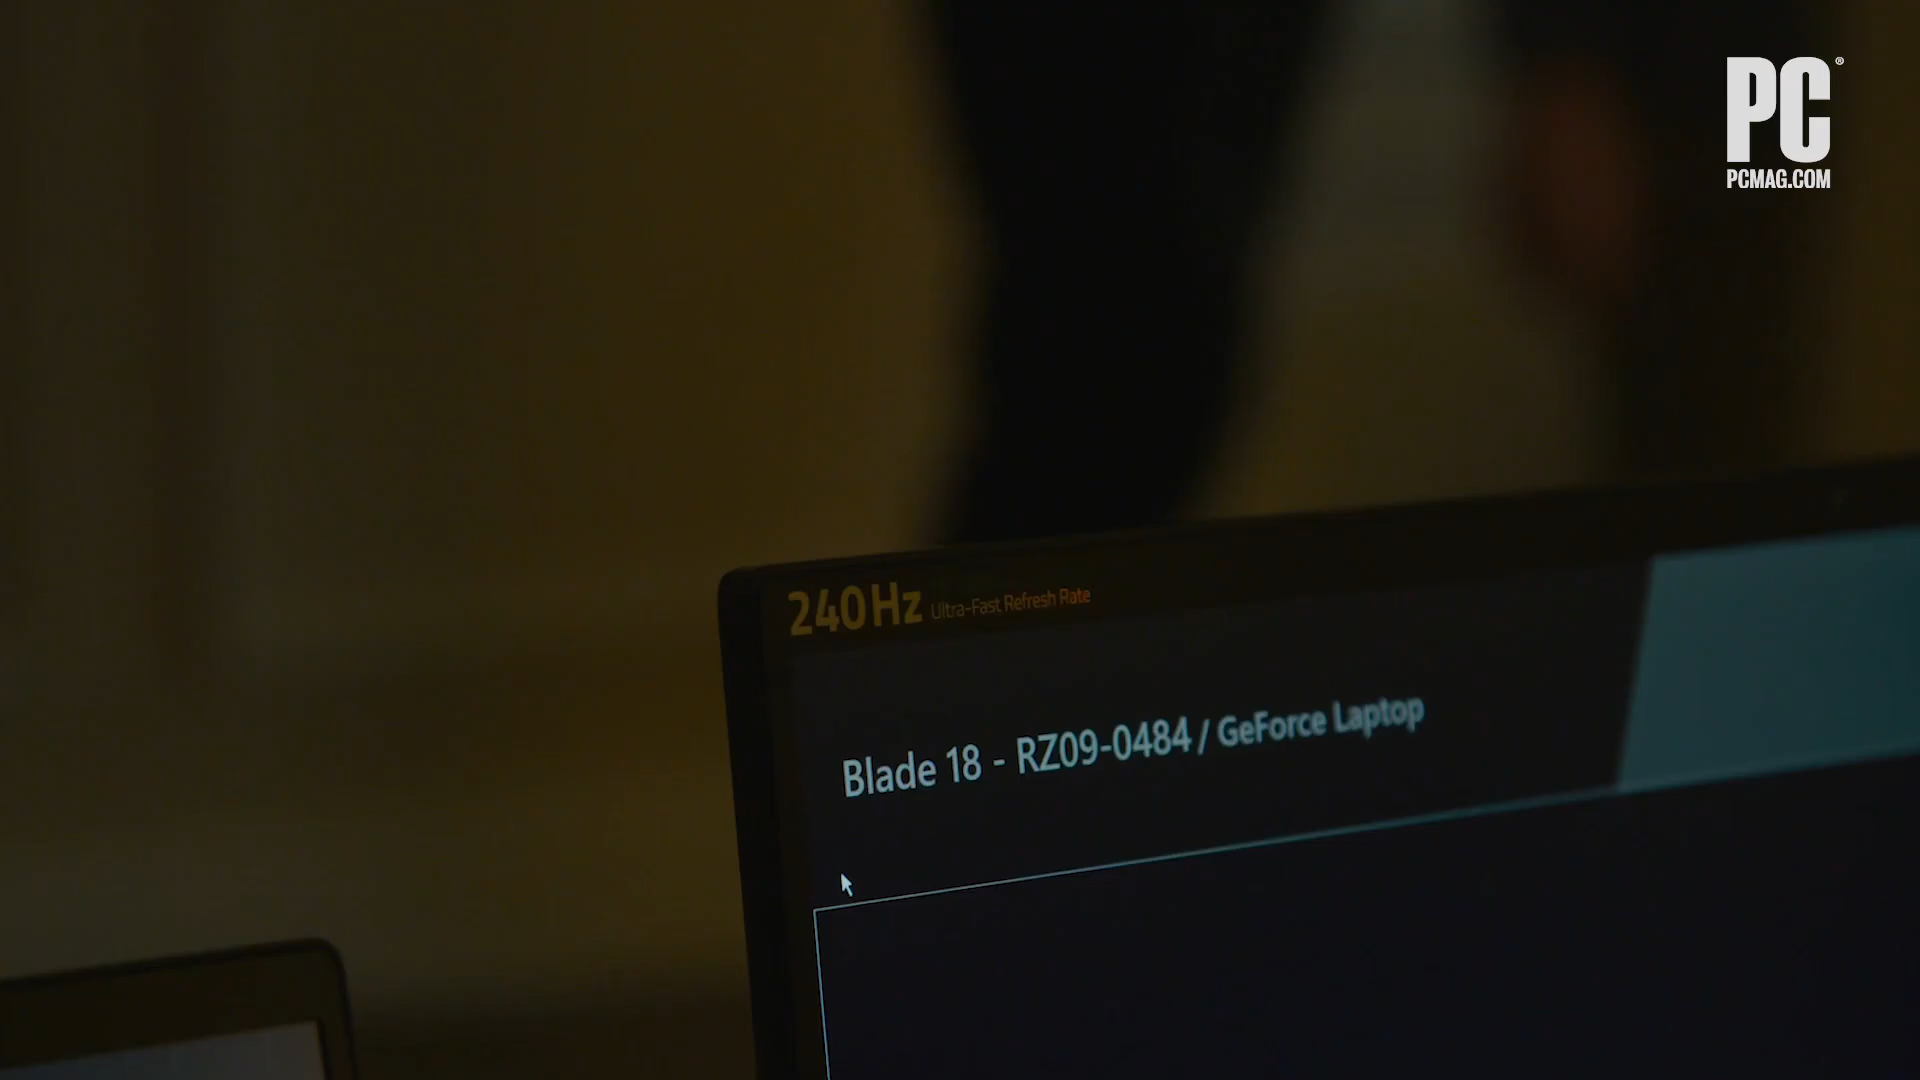 PC®
PCMAG.COM
240Hz Ultra-Fast Refresh Rate
Blade 18 - RZ09-0484 / GeForce Laptop